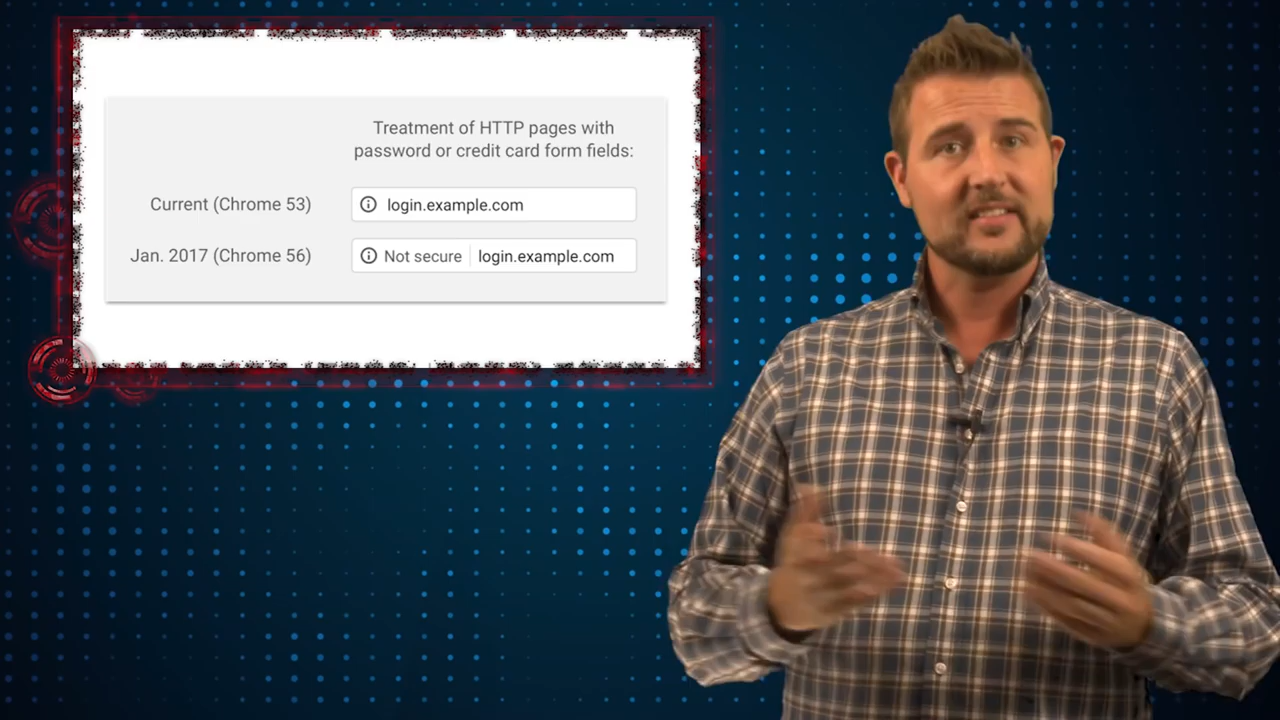 Treatment of HTTP pages with
password or credit card form fields:
Current (Chrome 53)
login.example.com
Jan. 2017 (Chrome 56)
Not secure
login.example.com